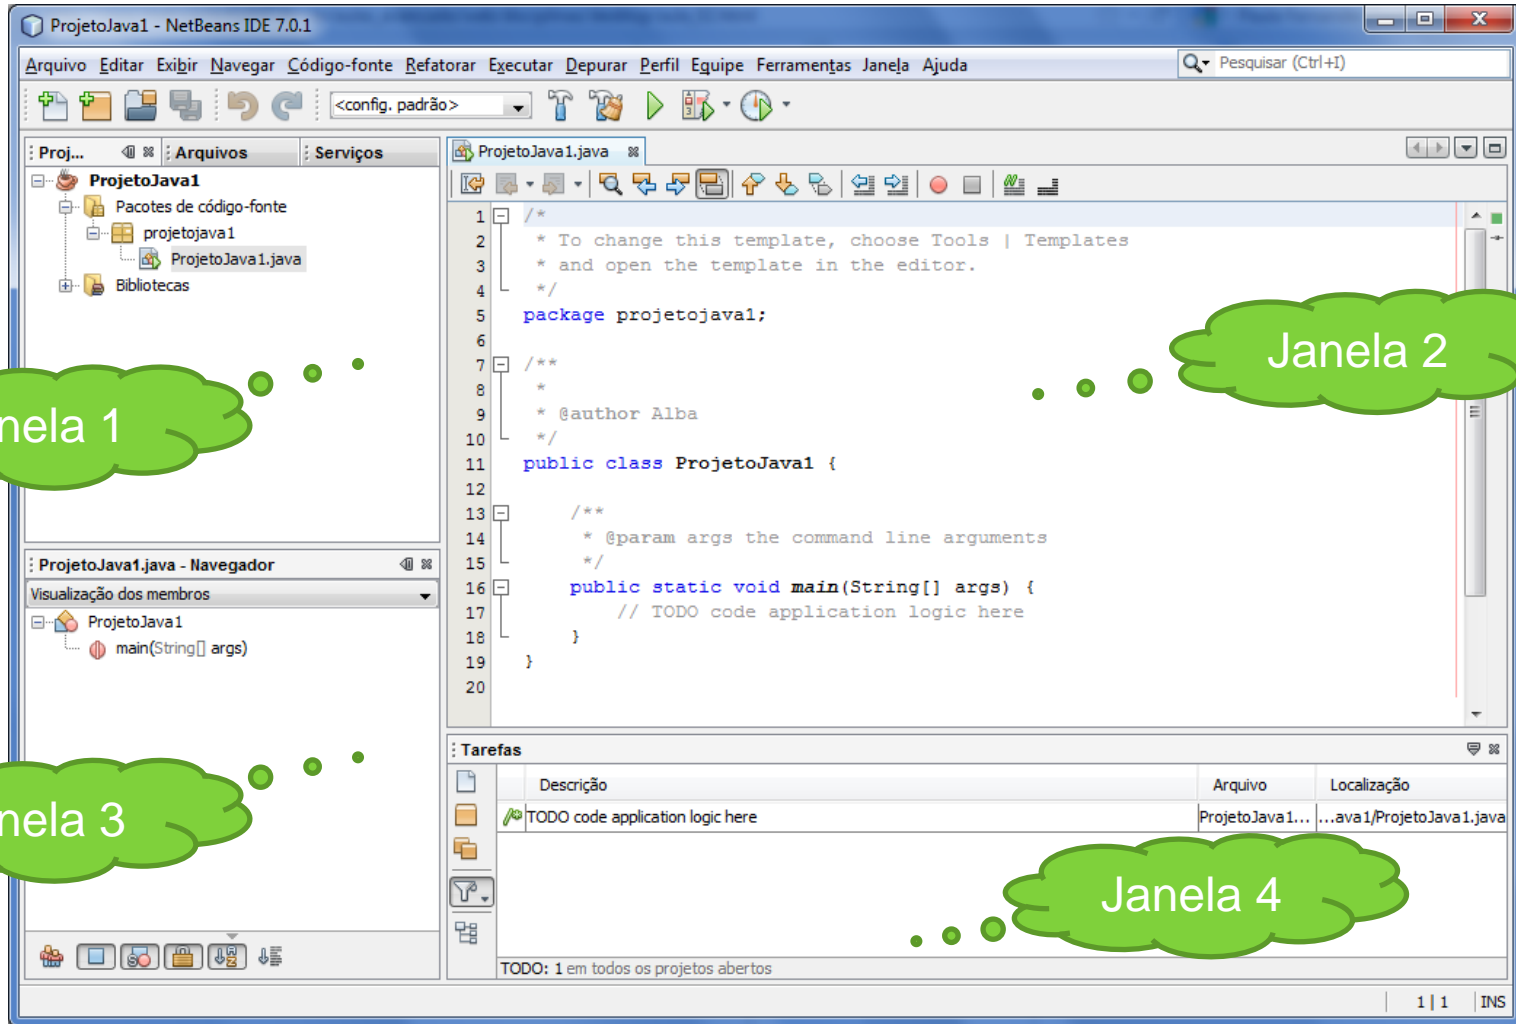 ProjetoJava1 - NetBeans IDE 7.0.1
Arquivo Editar Exibir Navegar Código-fonte Refatorar Executar Depurar Perfil Equipe Ferramentas Janela Ajuda
Pesquisar (Ctrl+I)
<config. padrão>
Proj... Arquivos Serviços
ProjetoJava1
Pacotes de código-fonte
projetojava1
ProjetoJava1.java
Bibliotecas
nela 1
ProjetoJava1.java - Navegador
Visualização dos membros
ProjetoJava1
main(String[] args)
nela 3
ProjetoJava1.java
1 /*
2 * To change this template, choose Tools | Templates
3 * and open the template in the editor.
4 */
5 package projetojava1;
6
7 /**
8 *
9 * @author Alba
10 */
11 public class ProjetoJava1 {
12
13 /**
14 * @param args the command line arguments
15 */
16 public static void main(String[] args) {
17 // TODO code application logic here
18 }
19 }
20
Janela 2
Tarefas
Descrição Arquivo Localização
TODO code application logic here ProjetoJava1... ...ava1/ProjetoJava1.java
Janela 4
TODO: 1 em todos os projetos abertos
1 | 1 INS